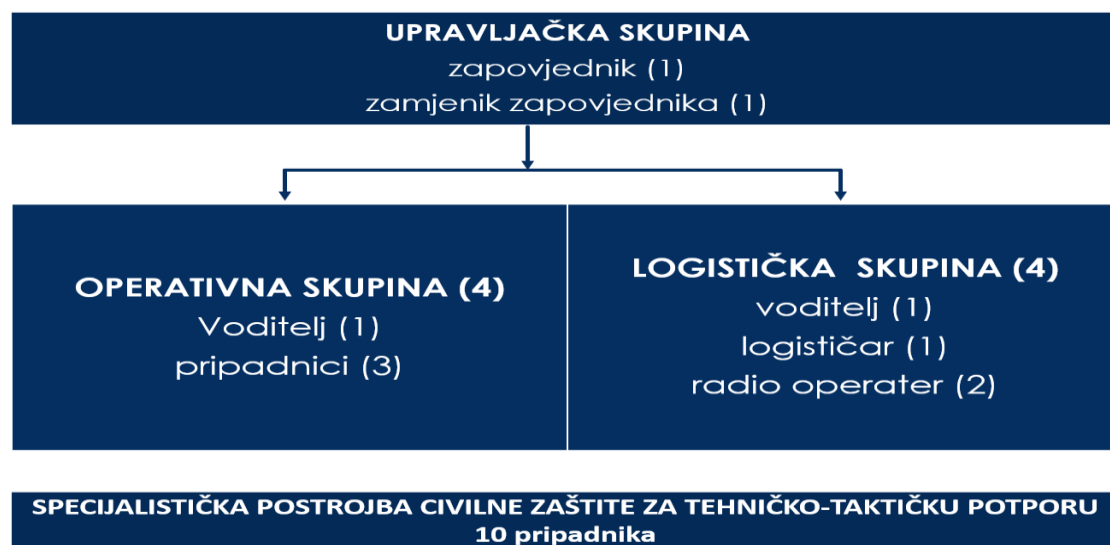 UPRAVLJAČKA SKUPINA
zapovjednik (1)
zamjenik zapovjednika (1)
OPERATIVNA SKUPINA (4)
Voditelj (1)
pripadnici (3)
LOGISTIČKA SKUPINA (4)
voditelj (1)
logističar (1)
radio operater (2)
SPECIJALISTIČKA POSTROJBA CIVILNE ZAŠTITE ZA TEHNIČKO-TAKTIČKU POTPORU
10 pripadnika